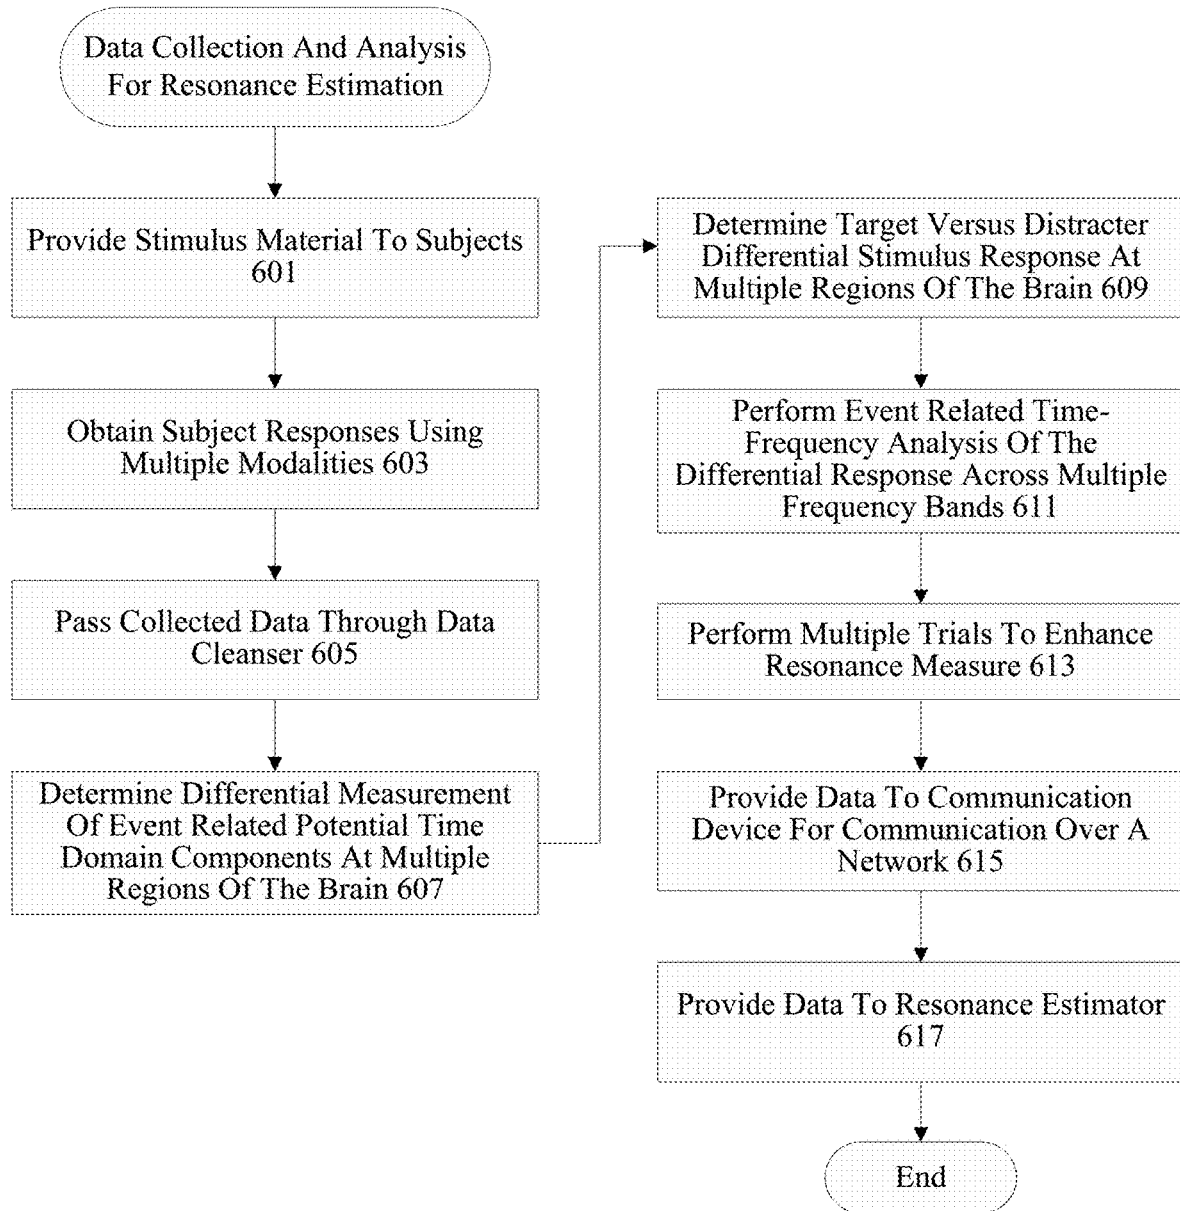 Data Collection And Analysis
For Resonance Estimation
Provide Stimulus Material To Subjects
601
Obtain Subject Responses Using
Multiple Modalities 603
Pass Collected Data Through Data
Cleanser 605
Determine Differential Measurement
Of Event Related Potential Time
Domain Components At Multiple
Regions Of The Brain 607
Determine Target Versus Distracter
Differential Stimulus Response At
Multiple Regions Of The Brain 609
Perform Event Related Time-
Frequency Analysis Of The
Differential Response Across Multiple
Frequency Bands 611
Perform Multiple Trials To Enhance
Resonance Measure 613
Provide Data To Communication
Device For Communication Over A
Network 615
Provide Data To Resonance Estimator
617
End